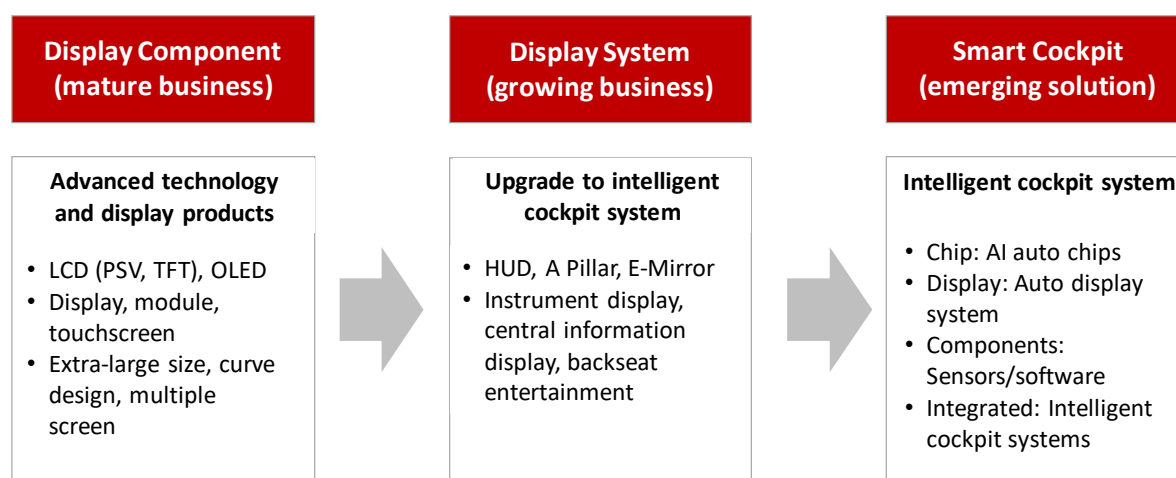 Display Component
(mature business)
Advanced technology
and display products
• LCD (PSV, TFT), OLED
• Display, module,
touchscreen
• Extra-large size, curve
design, multiple
screen
Display System
(growing business)
Upgrade to intelligent
cockpit system
• HUD, A Pillar, E-Mirror
• Instrument display,
central information
display, backseat
entertainment
Smart Cockpit
(emerging solution)
Intelligent cockpit system
• Chip: AI auto chips
• Display: Auto display
system
• Components:
Sensors/software
• Integrated: Intelligent
cockpit systems